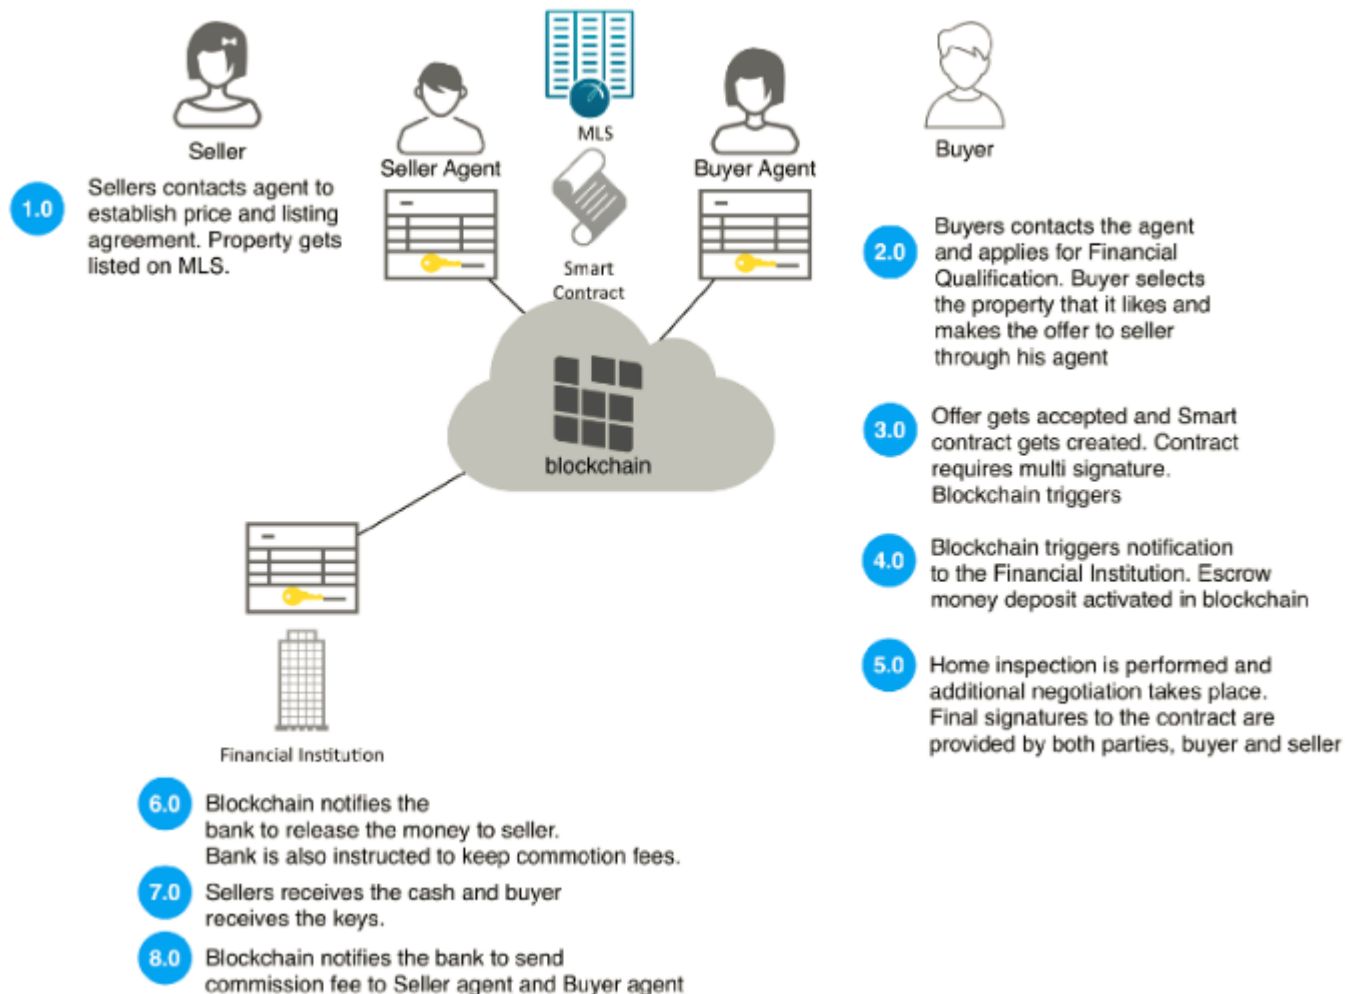 Seller
1.0
Sellers contacts agent to
establish price and listing
agreement. Property gets
listed on MLS.
Seller Agent
MLS
Smart
Contract
Buyer Agent
Buyer
2.0
Buyers contacts the agent
and applies for Financial
Qualification. Buyer selects
the property that it likes and
makes the offer to seller
through his agent
3.0
Offer gets accepted and Smart
contract gets created. Contract
requires multi signature.
Blockchain triggers
4.0
Blockchain triggers notification
to the Financial Institution. Escrow
money deposit activated in blockchain
5.0
Home inspection is performed and
additional negotiation takes place.
Final signatures to the contract are
provided by both parties, buyer and seller
blockchain
Financial Institution
6.0
Blockchain notifies the
bank to release the money to seller.
Bank is also instructed to keep commotion fees.
7.0
Sellers receives the cash and buyer
receives the keys.
8.0
Blockchain notifies the bank to send
commission fee to Seller agent and Buyer agent